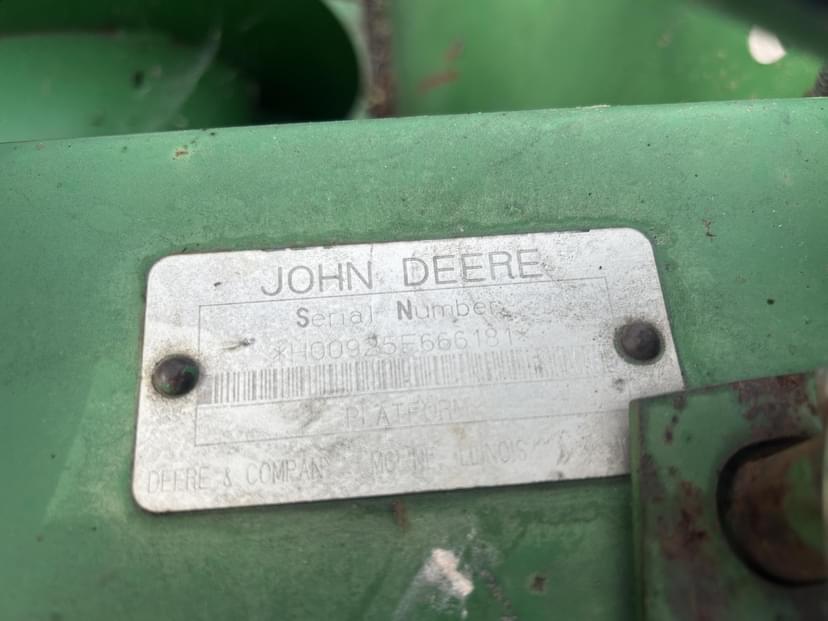 JOHN DEERE
Serial Number
*H00925E666181*
PLATFORM
DEERE & COMPANY MOLINE, ILLINOIS